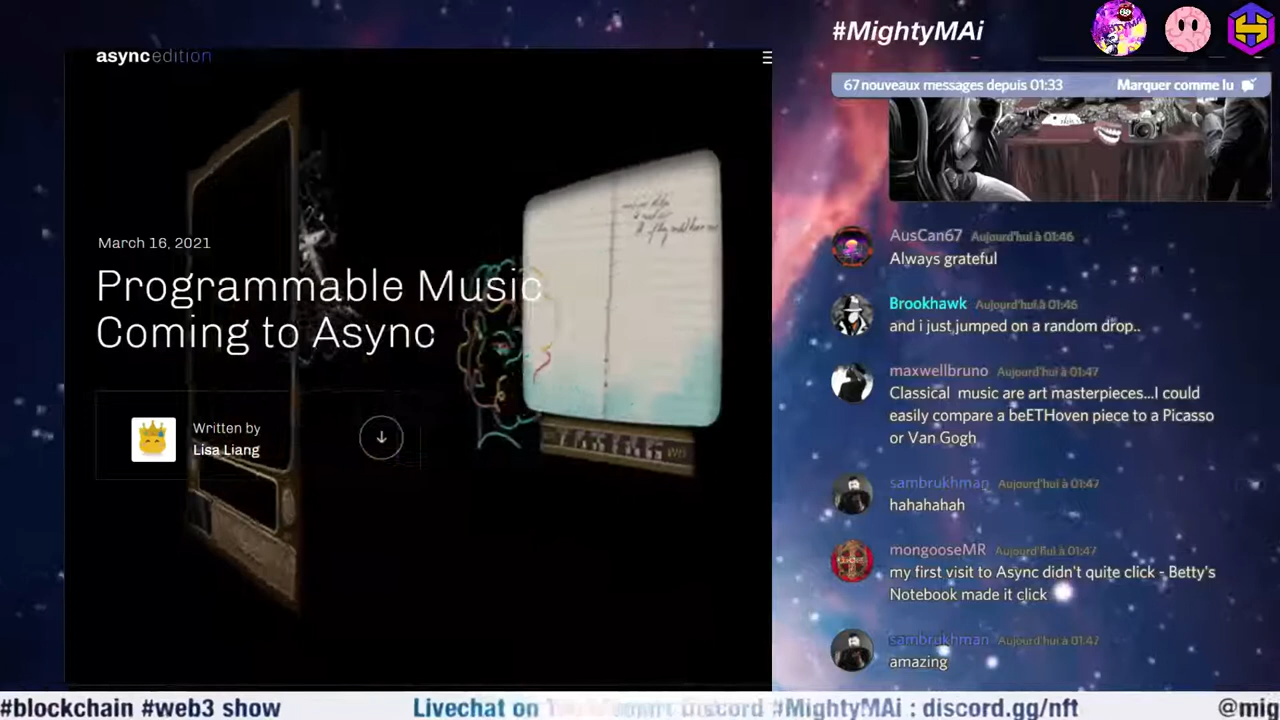 asyncedition
March 16, 2021
Programmable Music
Coming to Async
Written by
Lisa Liang
#MightyMAi
67 nouveaux messages depuis 01:33
Marquer comme lu
AusCan67 Aujourd'hui à 01:46
Always grateful
Brookhawk Aujourd'hui à 01:46
and i just jumped on a random drop..
maxwellbruno Aujourd'hui à 01:47
Classical music are art masterpieces...I could
easily compare a beETHoven piece to a Picasso
or Van Gogh
sambrukhman Aujourd'hui à 01:47
hahahahah
mongooseMR Aujourd'hui à 01:47
my first visit to Async didn't quite click - Betty's
Notebook made it click
sambrukhman Aujourd'hui à 01:47
amazing
#blockchain #web3 show
Livechat on Discord #MightyMAi : discord.gg/nft
@mig